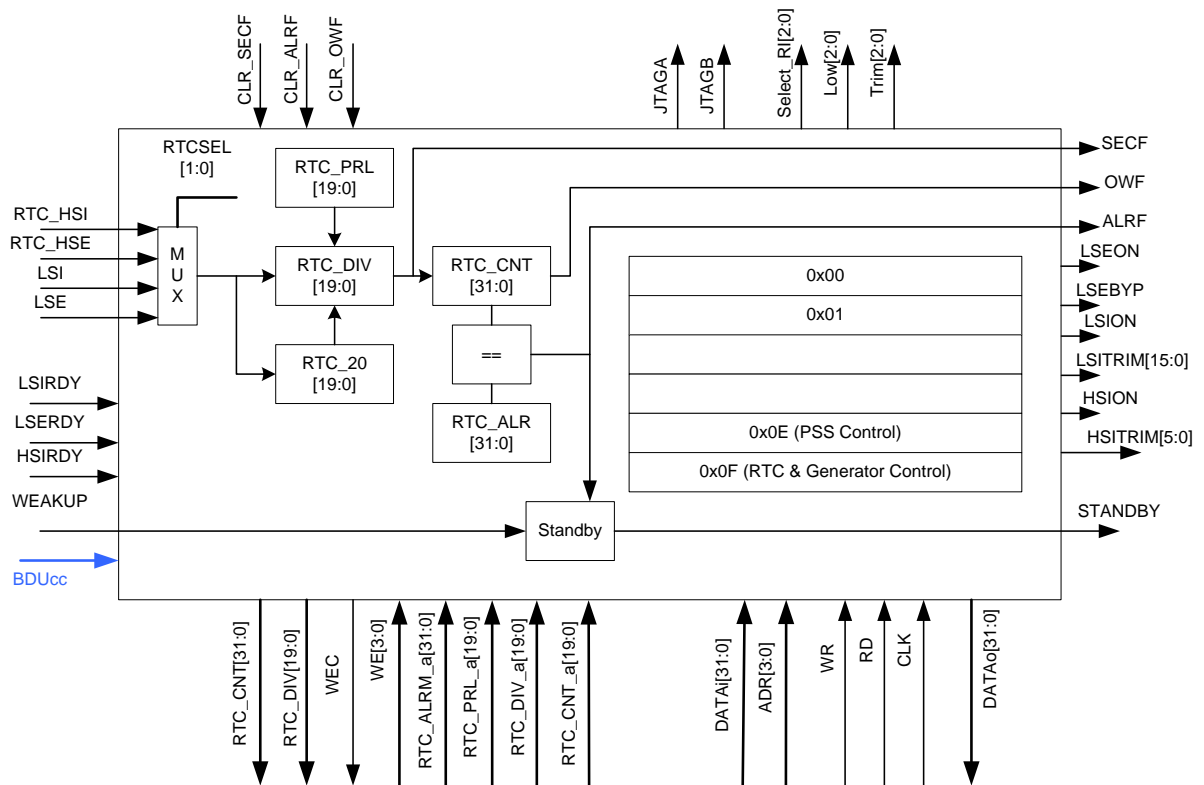 CLR_SECF
CLR_ALRF
CLR_OWF
JTAGA
JTAGB
Select_RI[2:0]
Low[2:0]
Trim[2:0]
RTCSEL
[1:0]
RTC_HSI
RTC_HSE
LSI
LSE
MUX
RTC_PRL
[19:0]
RTC_DIV
[19:0]
RTC_20
[19:0]
RTC_CNT
[31:0]
==
RTC_ALR
[31:0]
0x00
0x01
0x0E (PSS Control)
0x0F (RTC & Generator Control)
Standby
SECF
OWF
ALRF
LSEON
LSEBYP
LSION
LSITRIM[15:0]
HSION
HSITRIM[5:0]
STANDBY
LSIRDY
LSERDY
HSIRDY
WEAKUP
BDUcc
RTC_CNT[31:0]
RTC_DIV[19:0]
WEC
WE[3:0]
RTC_ALRM_a[31:0]
RTC_PRL_a[19:0]
RTC_DIV_a[19:0]
RTC_CNT_a[19:0]
DATAi[31:0]
ADR[3:0]
WR
RD
CLK
DATAo[31:0]